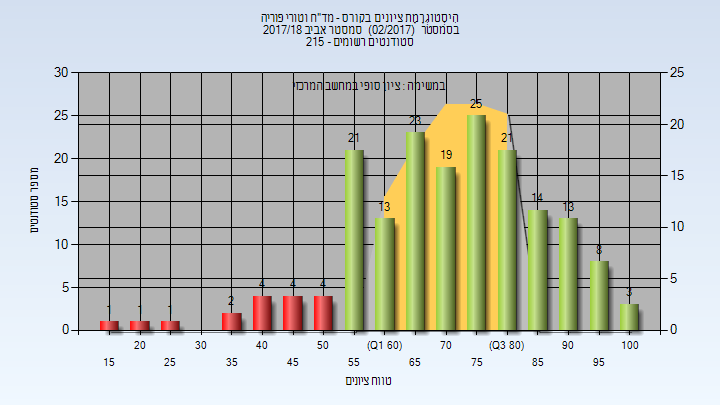 היסטוגרמת ציונים בקורס - מד"ח וטורי פוריה
בסמסטר (02/2017) סמסטר אביב 2017/18
סטודנטים רשומים - 215
במשימה : ציון סופי במחשב המרכזי
30 25 20 15 10 5 0
מספר סטודנטים
25 20 15 10 5 0
1 1 1 2 4 4 4 21 13 23 19 25 21 14 13 8 3
20 30 40 50 (Q1 60) 70 (Q3 80) 90 100
15 25 35 45 55 65 75 85 95
טווח ציונים